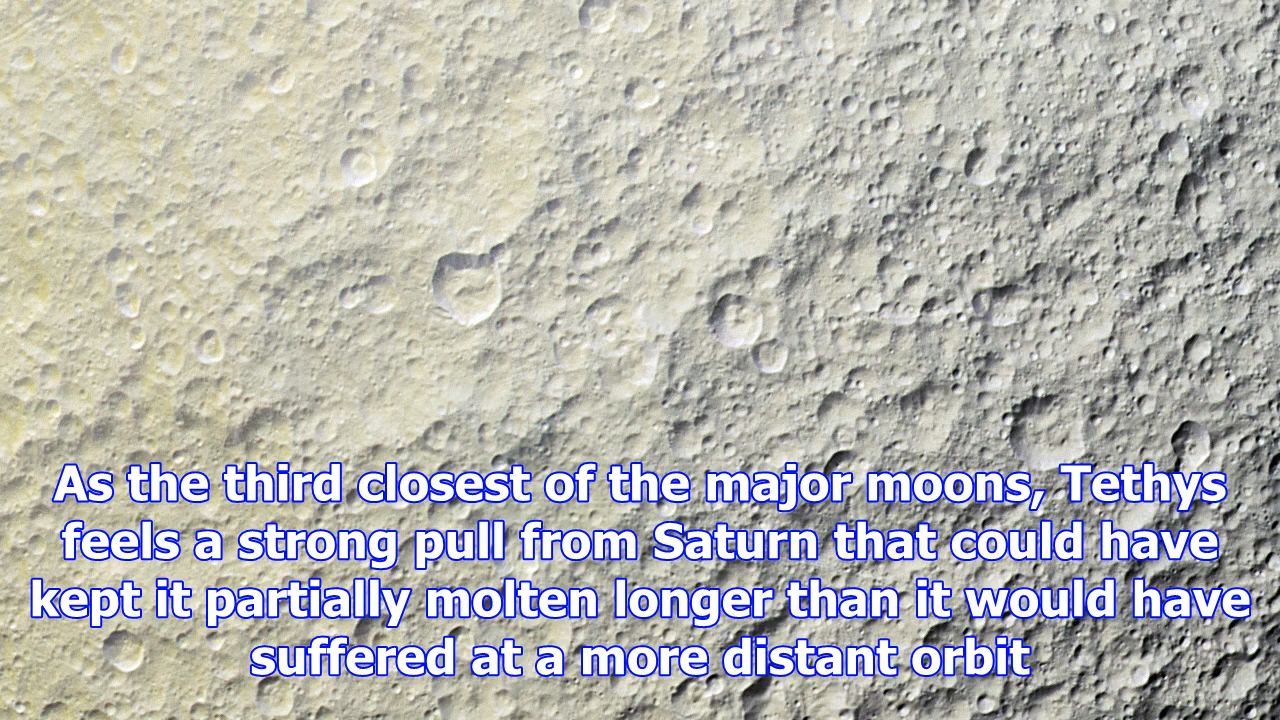 As the third closest of the major moons, Tethys
feels a strong pull from Saturn that could have
kept it partially molten longer than it would have
suffered at a more distant orbit